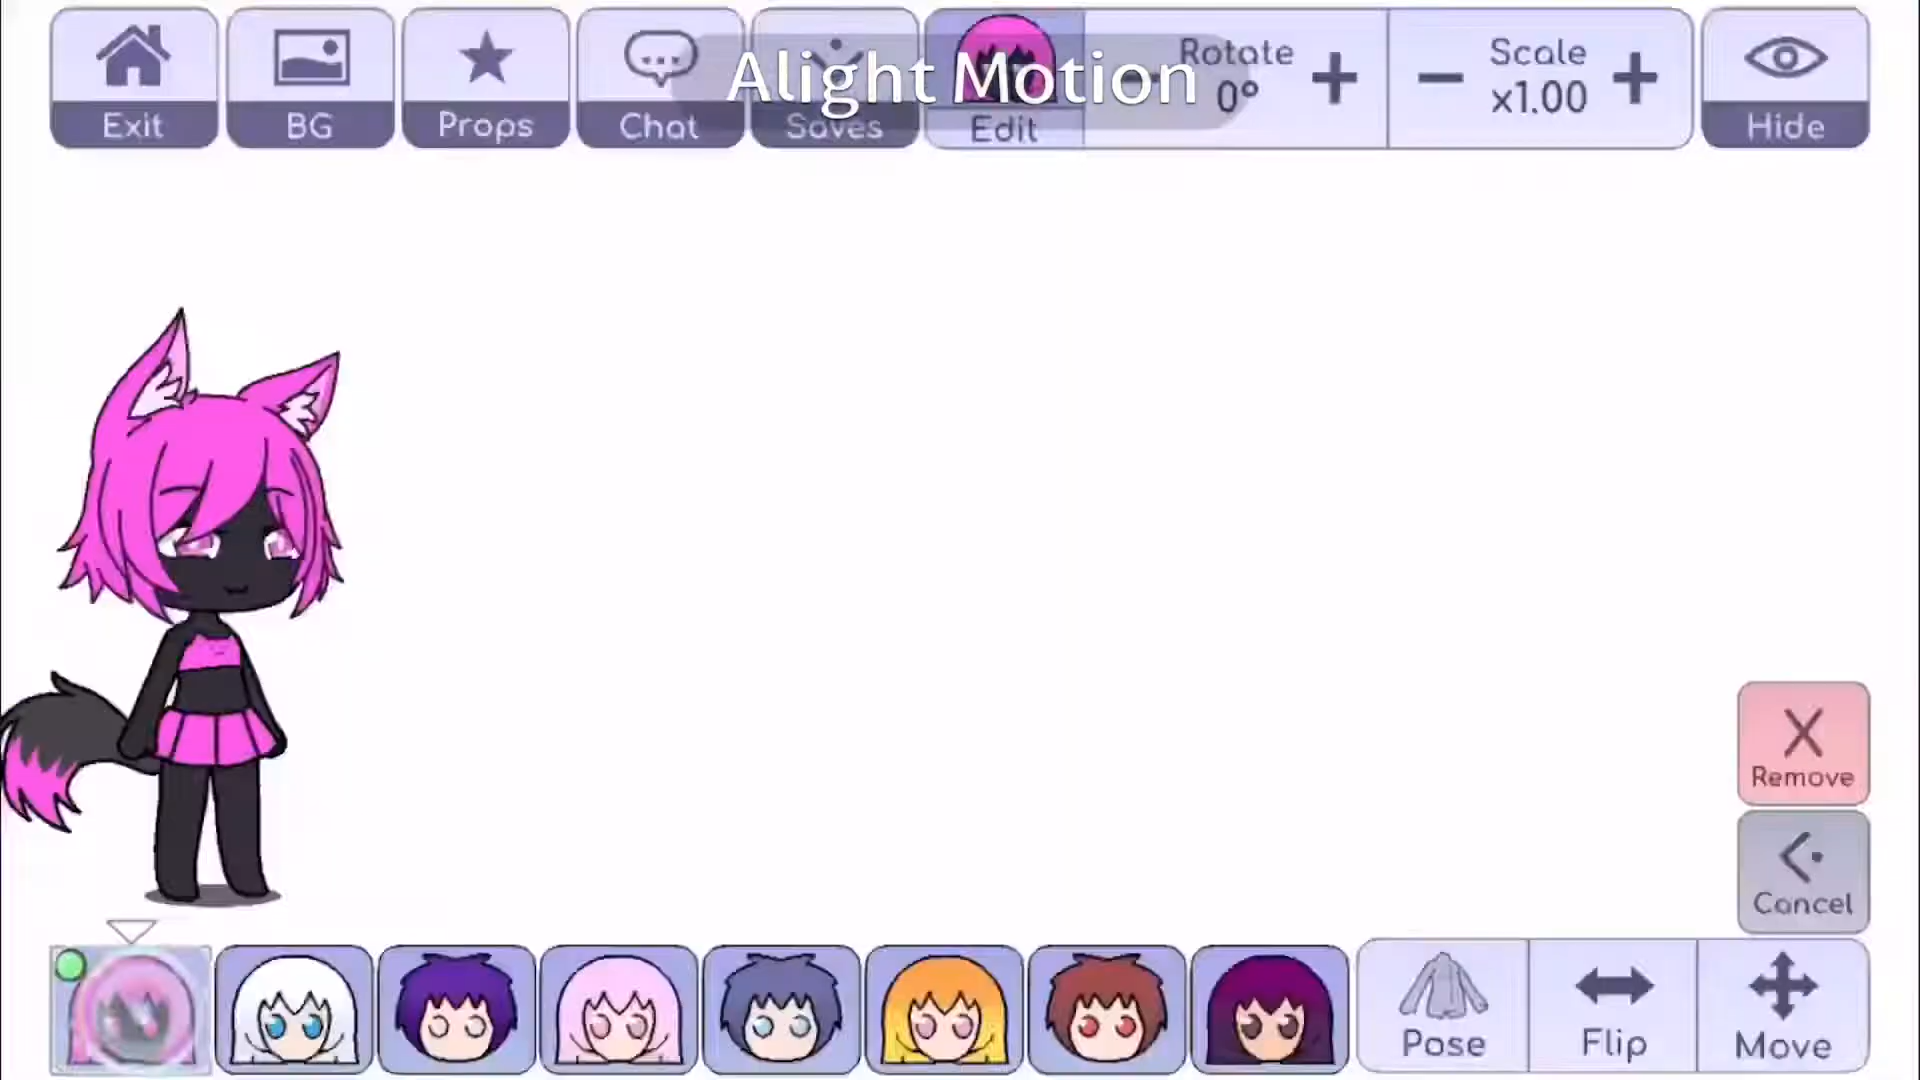 Exit
BG
Props
Chat
Saves
Edit
Alight Motion
Rotate
0°
Scale
x1.00
Hide
Remove
Cancel
Pose
Flip
Move